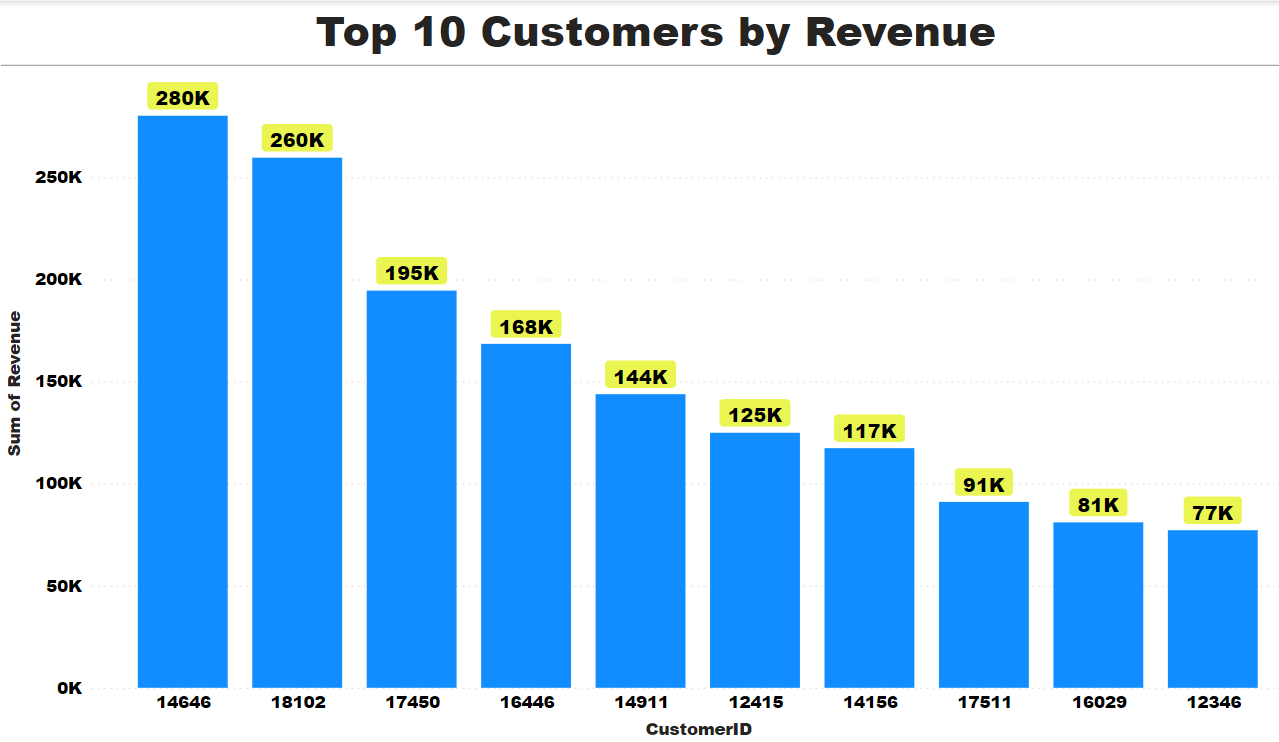 Top 10 Customers by Revenue
280K
260K
250K
195K
200K
168K
144K
150K
125K
117K
91K
100K
81K
77K
50K
0K
Sum of Revenue
14646 18102 17450 16446 14911 12415 14156 17511 16029 12346
CustomerID